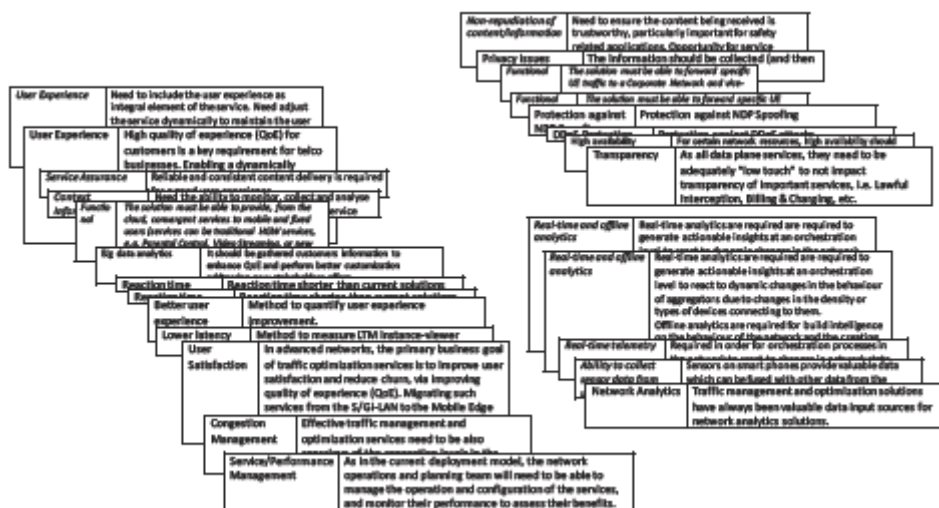 Non-repudiation of content/information
Need to ensure the content being received is
trustworthy, particularly important for safety
related applications. Opportunity for service
Privacy Issues
The information should be collected (and then
Functional
The solution must be able to forward specific
UE traffic to a Corporate Network and vice-
Functional
The solution must be able to forward specific UE
Protection against
Protection against NDP Spoofing
High availability
For certain network resources, high availability should
Transparency
As all data plane services, they need to be
adequately "low touch" to not impact
transparency of important services, i.e. Lawful
Interception, Billing & Charging, etc.
User Experience
Need to include the user experience as
integral element of the service. Need adjust
the service dynamically to maintain the user
User Experience
High quality of experience (QoE) for
customers is a key requirement for telco
businesses. Enabling a dynamically
Service Assurance
Reliable and consistent content delivery is required
Context
Need the ability to monitor, collect and analyse
service
Functio
nal
The solution must be able to provide, from the
cloud, convergent services to mobile and fixed
users (services can be traditional HGW services,
e.g. Parental Control, Video Streaming, or new
Big data analytics
It should be gathered customers information to
enhance QoE and perform better customization
Reaction time
Reaction time shorter than current solutions
Reaction time
Reaction time shorter than current solutions
Better user
experience
Method to quantify user experience
improvement.
Lower latency
Method to measure LTM instance-viewer
User
Satisfaction
In advanced networks, the primary business goal
of traffic optimization services is to improve user
satisfaction and reduce churn, via improving
quality of experience (QoE). Migrating such
services from the S/Gi-LAN to the Mobile Edge
Congestion
Management
Effective traffic management and
optimization services need to be also
Service/Performance
Management
As in the current deployment model, the network
operations and planning team will need to be able to
manage the operation and configuration of the services,
and monitor their performance to assess their benefits.
Real-time and offline
analytics
Real-time analytics are required are required to
generate actionable insights at an orchestration
Real-time and offline
analytics
Real-time analytics are required are required to
generate actionable insights at an orchestration
level to react to dynamic changes in the behaviour
of aggregators due to changes in the density or
types of devices connecting to them.
Offline analytics are required for build intelligence
on the behaviour of the network and the creation
Real-time telemetry
Required in order for orchestration processes in
Ability to collect
sensor data from
Sensors on smart phones provide valuable data
which can be fused with other data from the
Network Analytics
Traffic management and optimization solutions
have always been valuable data input sources for
network analytics solutions.